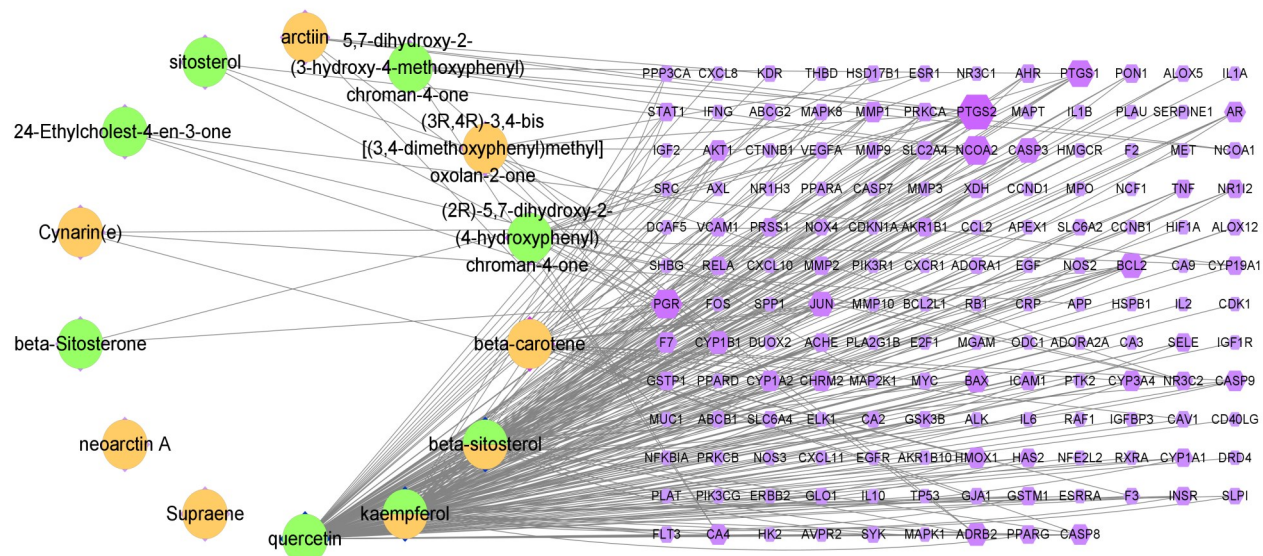 arctiin
sitosterol
5,7-dihydroxy-2-
(3-hydroxy-4-methoxyphenyl)
chroman-4-one
24-Ethylcholest-4-en-3-one
(3R,4R)-3,4-bis
[(3,4-dimethoxyphenyl)methyl]
oxolan-2-one
Cynarin(e)
(2R)-5,7-dihydroxy-2-
(4-hydroxyphenyl)
chroman-4-one
beta-Sitosterone
beta-carotene
neoarctin A
beta-sitosterol
Supraene
kaempferol
quercetin
PPP3CA CXCL8 KDR THBD HSD17B1 ESR1 NR3C1 AHR PTGS1 PON1 ALOX5 IL1A
STAT1 IFNG ABCG2 MAPK8 MMP1 PRKCA PTGS2 MAPT IL1B PLAU SERPINE1 AR
IGF2 AKT1 CTNNB1 VEGFA MMP9 SLC2A4 NCOA2 CASP3 HMGCR F2 MET NCOA1
SRC AXL NR1H3 PPARA CASP7 MMP3 XDH CCND1 MPO NCF1 TNF NR1I2
DCAF5 VCAM1 PRSS1 NOX4 CDKN1A AKR1B1 CCL2 APEX1 SLC6A2 CCNB1 HIF1A ALOX12
SHBG RELA CXCL10 MMP2 PIK3R1 CXCR1 ADORA1 EGF NOS2 BCL2 CA9 CYP19A1
PGR FOS SPP1 JUN MMP10 BCL2L1 RB1 CRP APP HSPB1 IL2 CDK1
F7 CYP1B1 DUOX2 ACHE PLA2G1B E2F1 MGAM ODC1 ADORA2A CA3 SELE IGF1R
GSTP1 PPARD CYP1A2 CHRM2 MAP2K1 MYC BAX ICAM1 PTK2 CYP3A4 NR3C2 CASP9
MUC1 ABCB1 SLC6A4 ELK1 CA2 GSK3B ALK IL6 RAF1 IGFBP3 CAV1 CD40LG
NFKBIA PRKCB NOS3 CXCL11 EGFR AKR1B10 HMOX1 HAS2 NFE2L2 RXRA CYP1A1 DRD4
PLAT PIK3CG ERBB2 GLO1 IL10 TP53 GJA1 GSTM1 ESRRA F3 INSR SLPI
FLT3 CA4 HK2 AVPR2 SYK MAPK1 ADRB2 PPARG CASP8